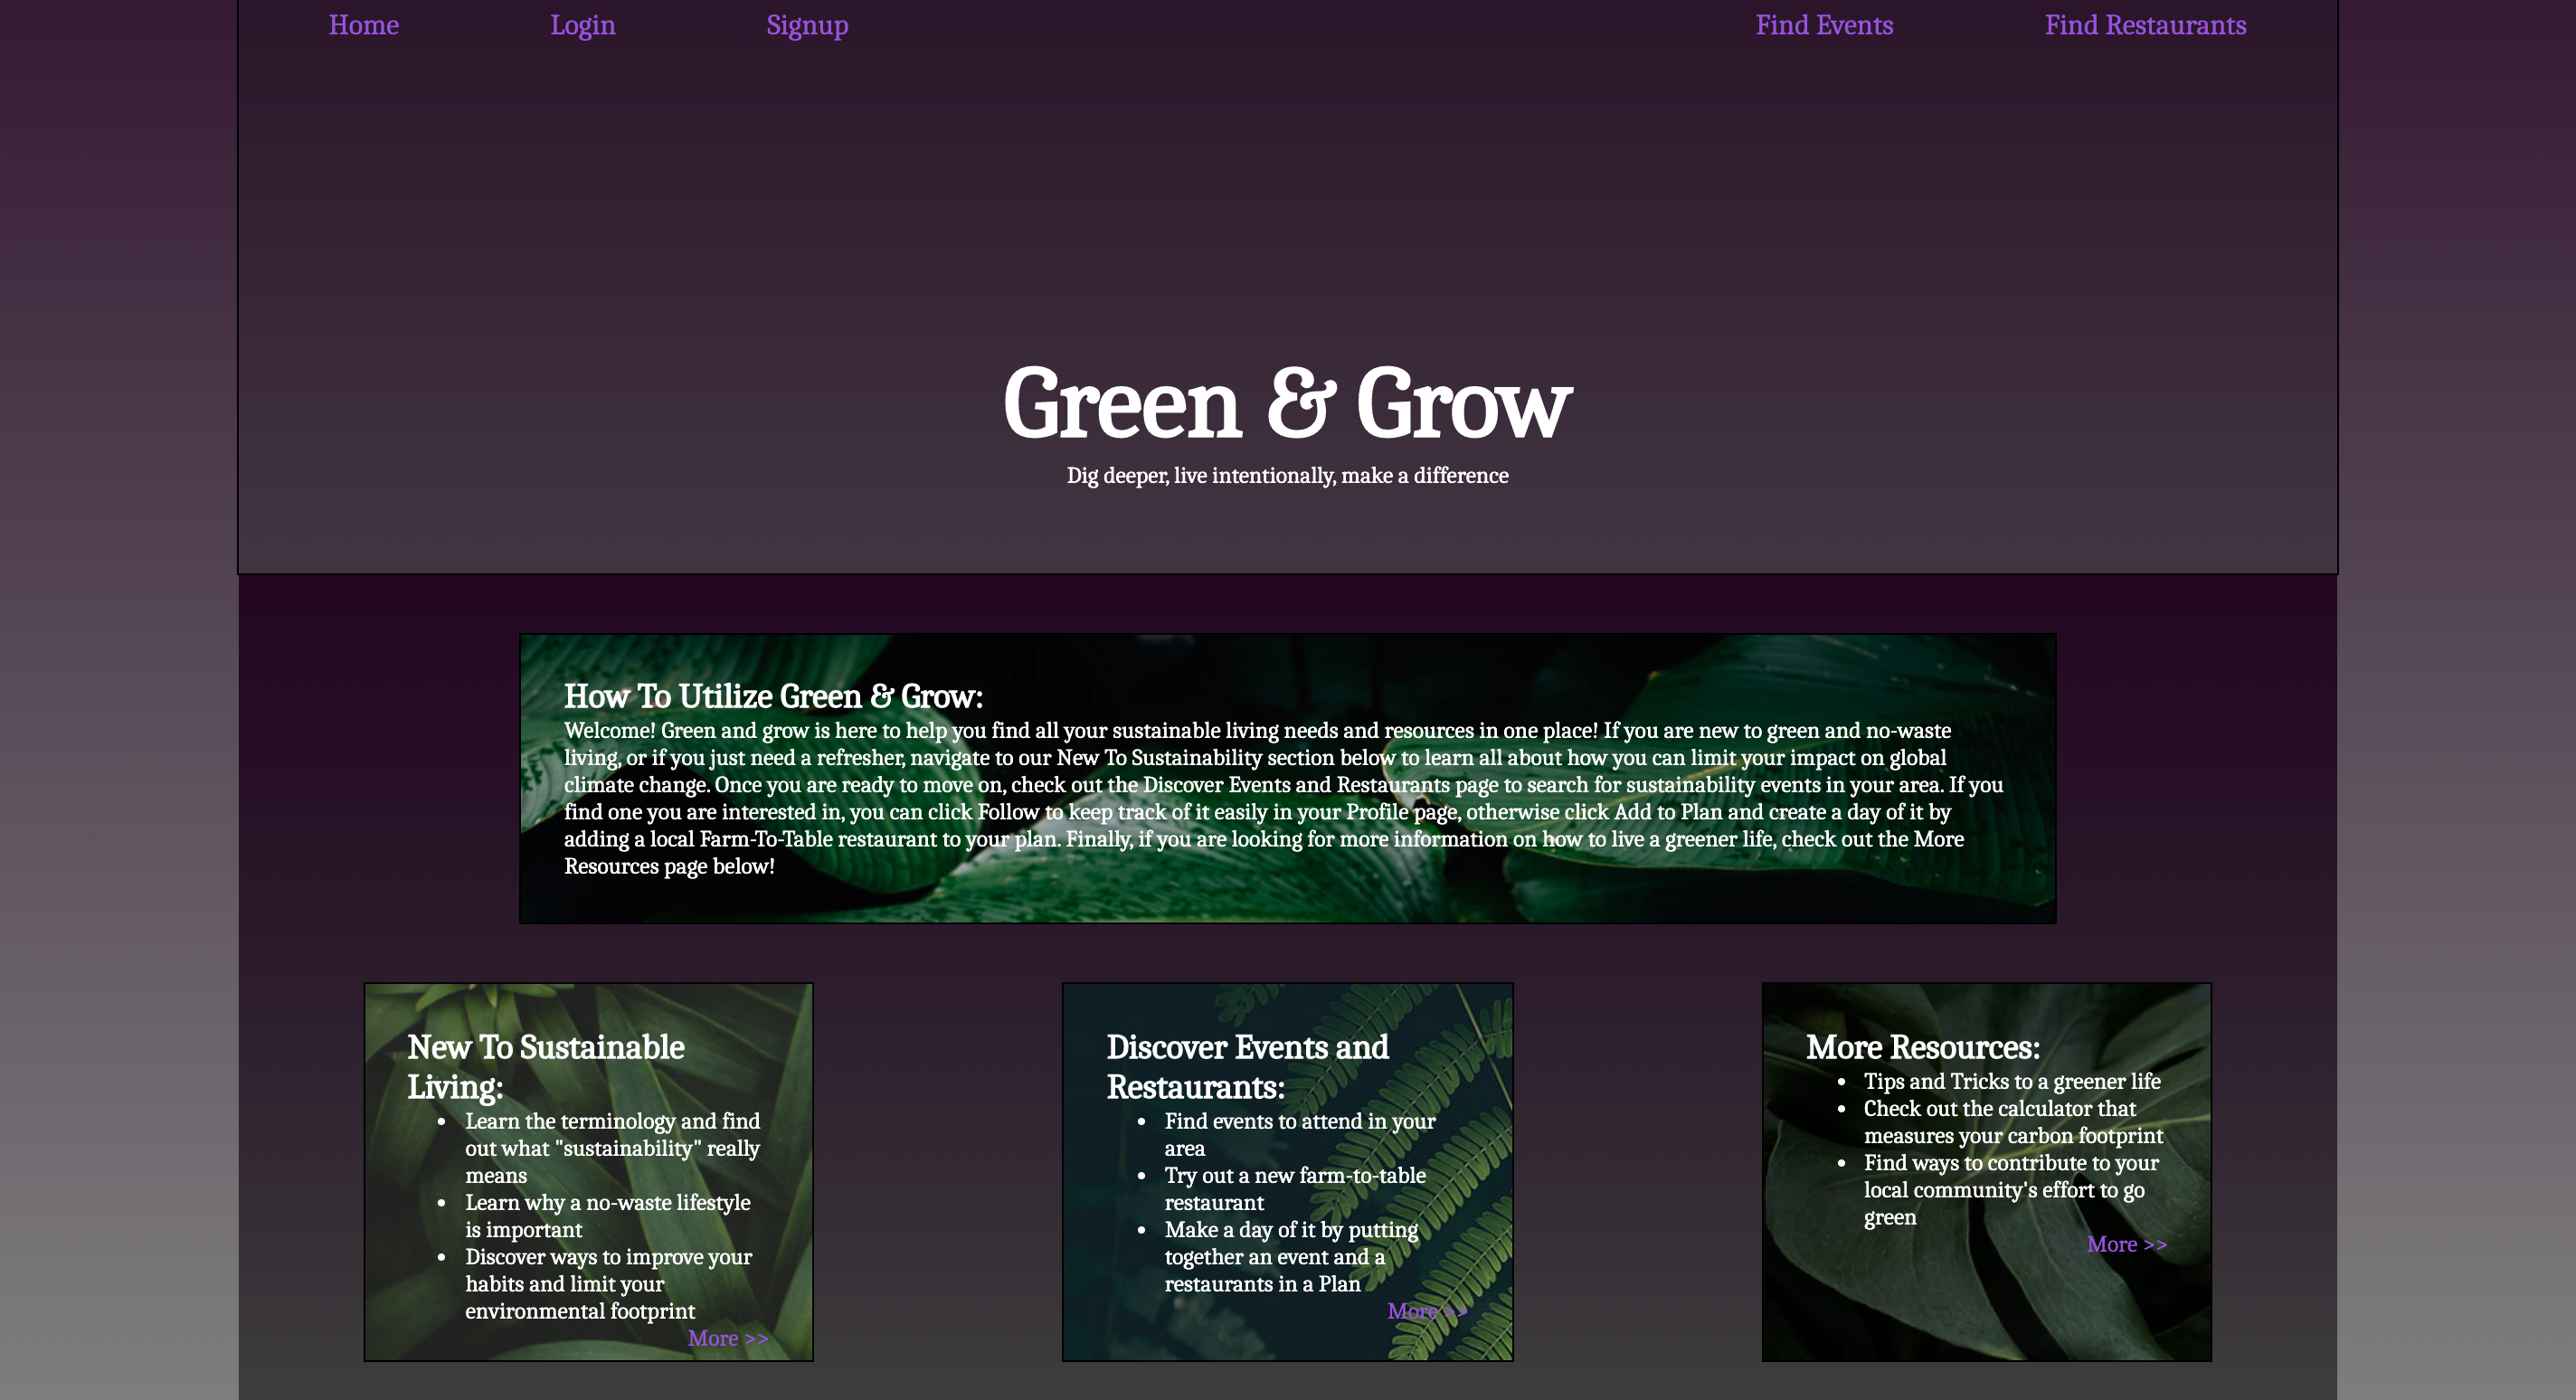 Home Login Signup Find Events Find Restaurants
Green & Grow
Dig deeper, live intentionally, make a difference
How To Utilize Green & Grow:
Welcome! Green and grow is here to help you find all your sustainable living needs and resources in one place! If you are new to green and no-waste
living, or if you just need a refresher, navigate to our New To Sustainability section below to learn all about how you can limit your impact on global
climate change. Once you are ready to move on, check out the Discover Events and Restaurants page to search for sustainability events in your area. If you
find one you are interested in, you can click Follow to keep track of it easily in your Profile page, otherwise click Add to Plan and create a day of it by
adding a local Farm-To-Table restaurant to your plan. Finally, if you are looking for more information on how to live a greener life, check out the More
Resources page below!
New To Sustainable
Living:
• Learn the terminology and find
out what "sustainability" really
means
• Learn why a no-waste lifestyle
is important
• Discover ways to improve your
habits and limit your
environmental footprint
More >>
Discover Events and
Restaurants:
• Find events to attend in your
area
• Try out a new farm-to-table
restaurant
• Make a day of it by putting
together an event and a
restaurants in a Plan
More >>
More Resources:
• Tips and Tricks to a greener life
• Check out the calculator that
measures your carbon footprint
• Find ways to contribute to your
local community's effort to go
green
More >>